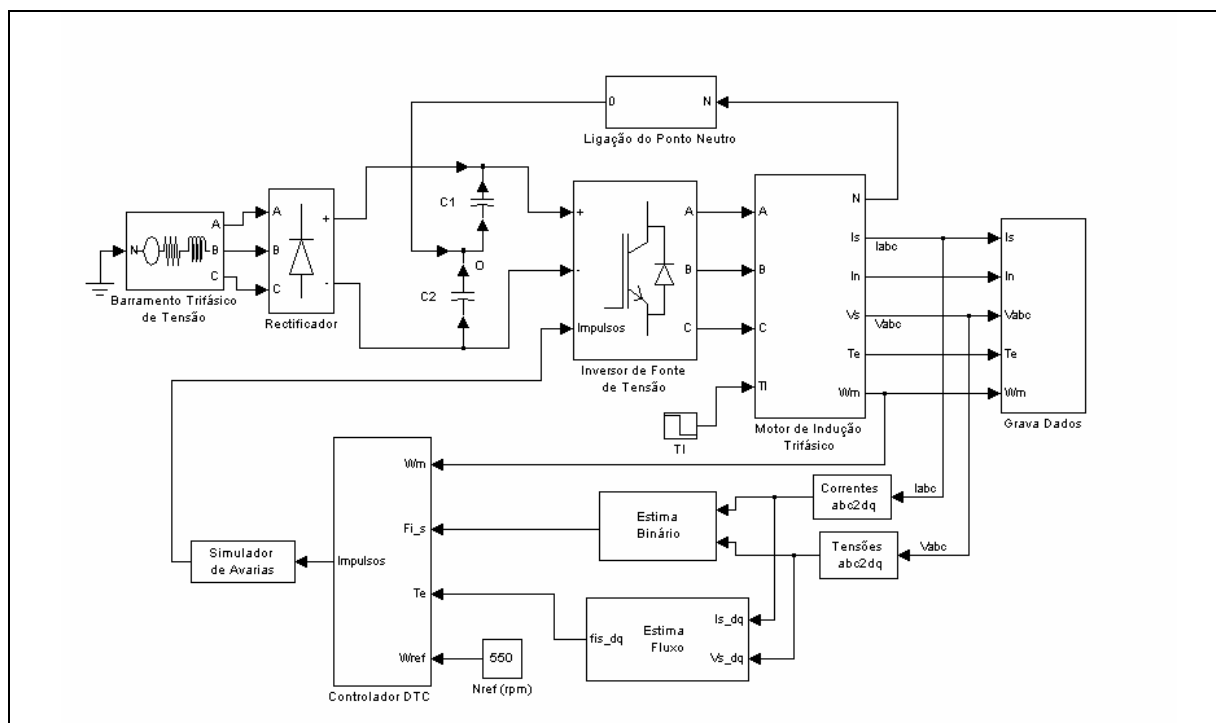 0
N
Ligação do Ponto Neutro
N
A
B
C
Barramento Trifásico
de Tensão
A
B
C
+
-
Rectificador
C1
O
C2
+
-
Impulsos
A
B
C
Inversor de Fonte
de Tensão
A
B
C
Tl
N
Is
In
Vs
Te
Wm
Motor de Indução
Trifásico
Tl
Iabc
Vabc
Is
In
Vabc
Te
Wm
Grava Dados
Correntes
abc2dq
Iabc
Tensões
abc2dq
Vabc
Estima
Binário
fis_dq
Estima
Fluxo
Is_dq
Vs_dq
Impulsos
Wm
Fi_s
Te
Wref
Controlador DTC
550
Nref (rpm)
Simulador
de Avarias